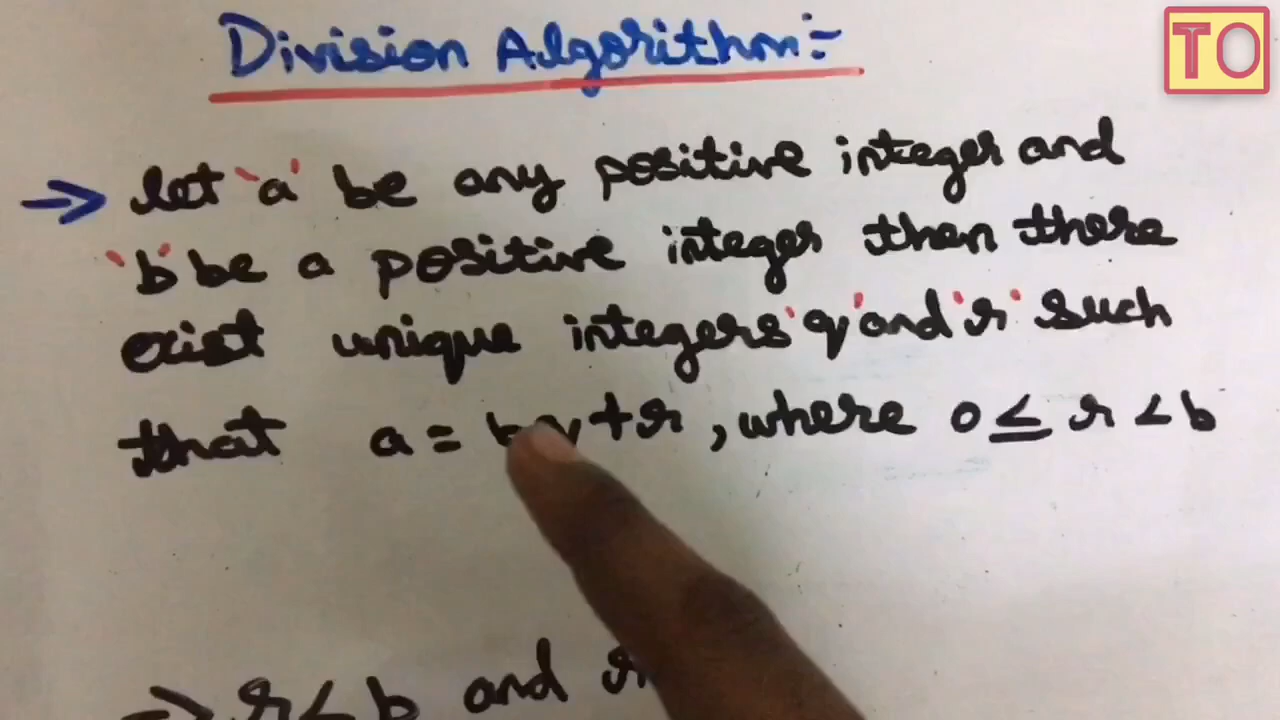 Division Algorithm:-
TO
→ let 'a' be any positive integer and
'b' be a positive integer then there
exist unique integers 'q' and 'r' such
that a = bq + r , where 0 ≤ r < b
→ r < b and r